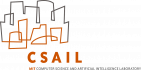 CSAIL
MIT COMPUTER SCIENCE AND ARTIFICIAL INTELLIGENCE LABORATORY